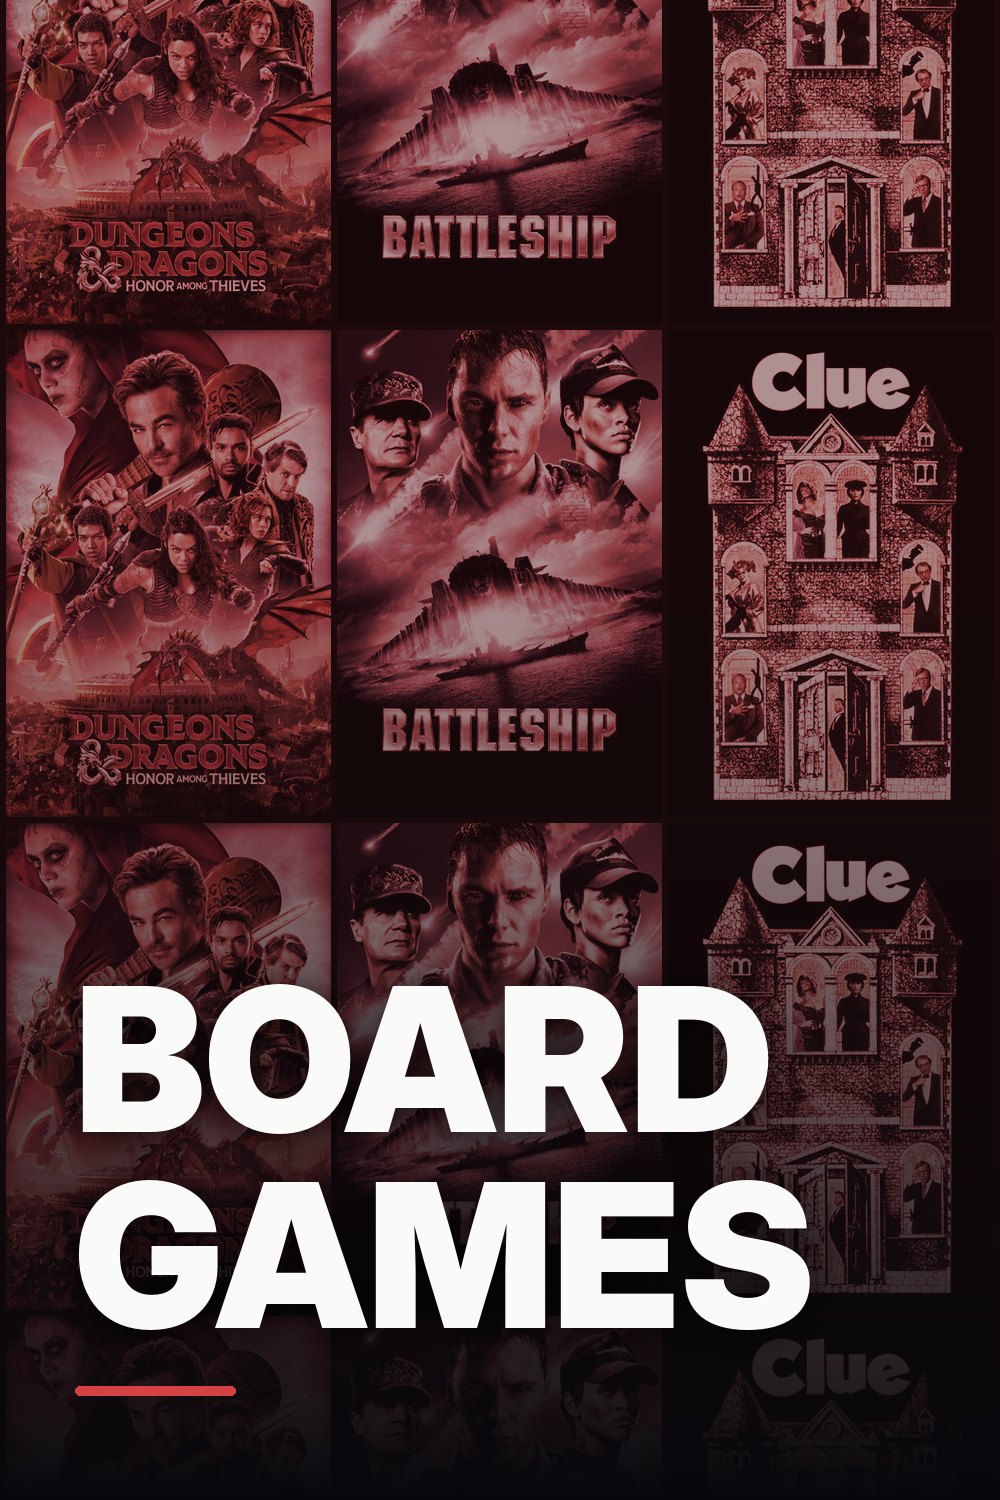 DUNGEONS
& DRAGONS
HONOR AMONG THIEVES
BATTLESHIP
Clue
DUNGEONS
& DRAGONS
HONOR AMONG THIEVES
BATTLESHIP
Clue
BOARD
GAMES
Clue